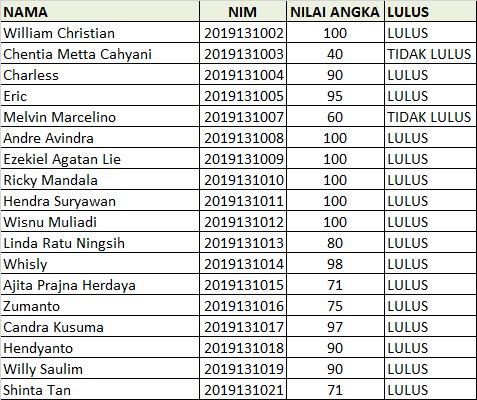 NAMA NIM NILAI ANGKA LULUS
William Christian 2019131002 100 LULUS
Chentia Metta Cahyani 2019131003 40 TIDAK LULUS
Charless 2019131004 90 LULUS
Eric 2019131005 95 LULUS
Melvin Marcelino 2019131007 60 TIDAK LULUS
Andre Avindra 2019131008 100 LULUS
Ezekiel Agatan Lie 2019131009 100 LULUS
Ricky Mandala 2019131010 100 LULUS
Hendra Suryawan 2019131011 100 LULUS
Wisnu Muliadi 2019131012 100 LULUS
Linda Ratu Ningsih 2019131013 80 LULUS
Whisly 2019131014 98 LULUS
Ajita Prajna Herdaya 2019131015 71 LULUS
Zumanto 2019131016 75 LULUS
Candra Kusuma 2019131017 97 LULUS
Hendyanto 2019131018 90 LULUS
Willy Saulim 2019131019 90 LULUS
Shinta Tan 2019131021 71 LULUS